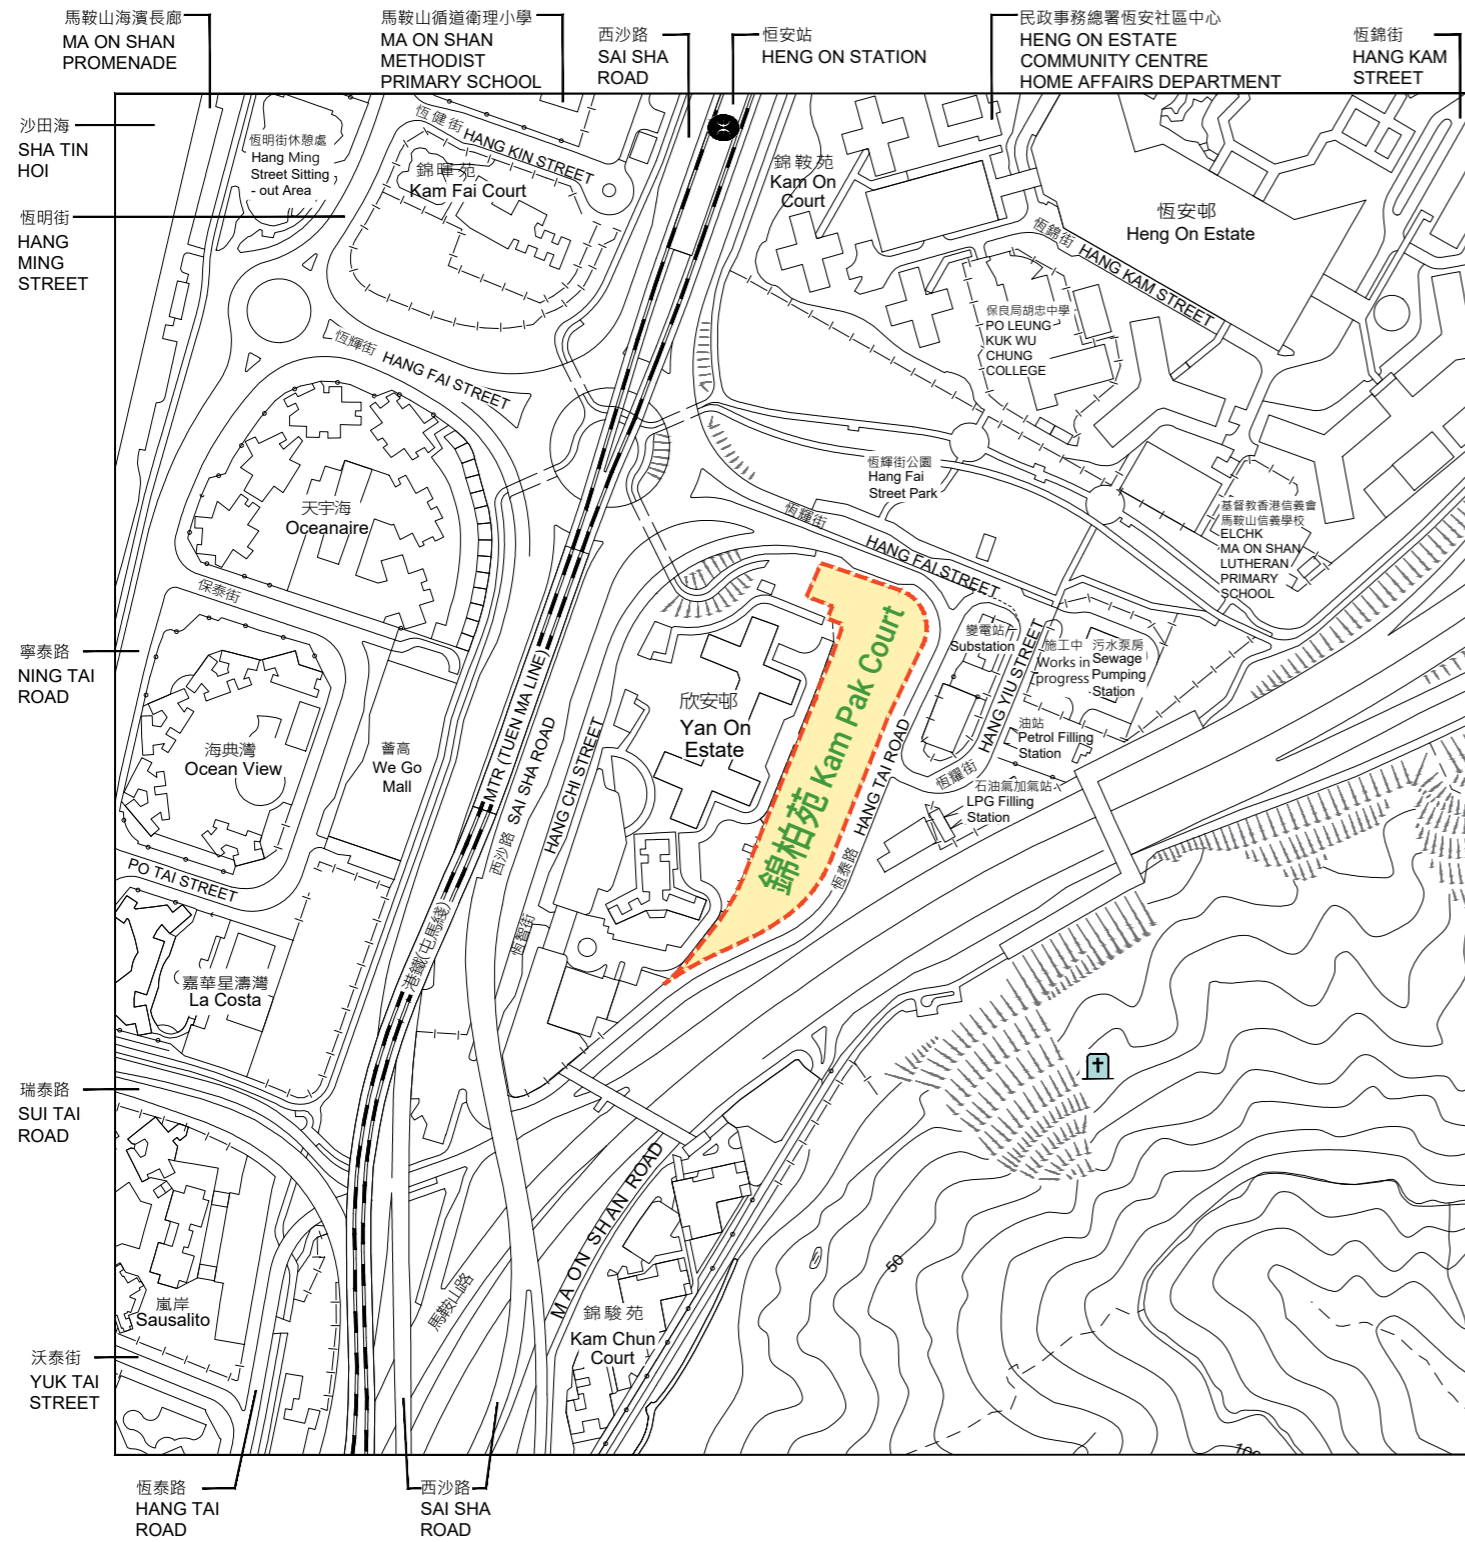 馬鞍山海濱長廊
MA ON SHAN
PROMENADE
馬鞍山循道衛理小學
MA ON SHAN
METHODIST
PRIMARY SCHOOL
西沙路
SAI SHA
ROAD
恒安站
HENG ON STATION
民政事務總署恆安社區中心
HENG ON ESTATE
COMMUNITY CENTRE
HOME AFFAIRS DEPARTMENT
恆錦街
HANG KAM
STREET
沙田海
SHA TIN
HOI
恆明街
HANG
MING
STREET
寧泰路
NING TAI
ROAD
瑞泰路
SUI TAI
ROAD
沃泰街
YUK TAI
STREET
恆泰路
HANG TAI
ROAD
西沙路
SAI SHA
ROAD
恆明街休憩處
Hang Ming
Street Sitting
- out Area
恆健街 HANG KIN STREET
錦暉苑
Kam Fai Court
錦鞍苑
Kam On
Court
恆安邨
Heng On Estate
恆錦街 HANG KAM STREET
保良局胡忠中學
PO LEUNG
KUK WU
CHUNG
COLLEGE
恆輝街 HANG FAI STREET
天宇海
Oceanaire
恆輝街公園
Hang Fai
Street Park
恆輝街
HANG FAI STREET
基督教香港信義會
馬鞍山信義學校
ELCHK
MA ON SHAN
LUTHERAN
PRIMARY
SCHOOL
保泰街
變電站
Substation
施工中
Works in
progress
污水泵房
Sewage
Pumping
Station
HANG YIU STREET
恆耀街
油站
Petrol Filling
Station
石油氣加氣站
LPG Filling
Station
欣安邨
Yan On
Estate
錦柏苑 Kam Pak Court
恆泰路 HANG TAI ROAD
海典灣
Ocean View
薈高
We Go
Mall
港鐵(屯馬綫) MTR (TUEN MA LINE)
西沙路 SAI SHA ROAD
恆智街 HANG CHI STREET
PO TAI STREET
嘉華星濤灣
La Costa
嵐岸
Sausalito
馬鞍山路 MA ON SHAN ROAD
錦駿苑
Kam Chun
Court
50
100